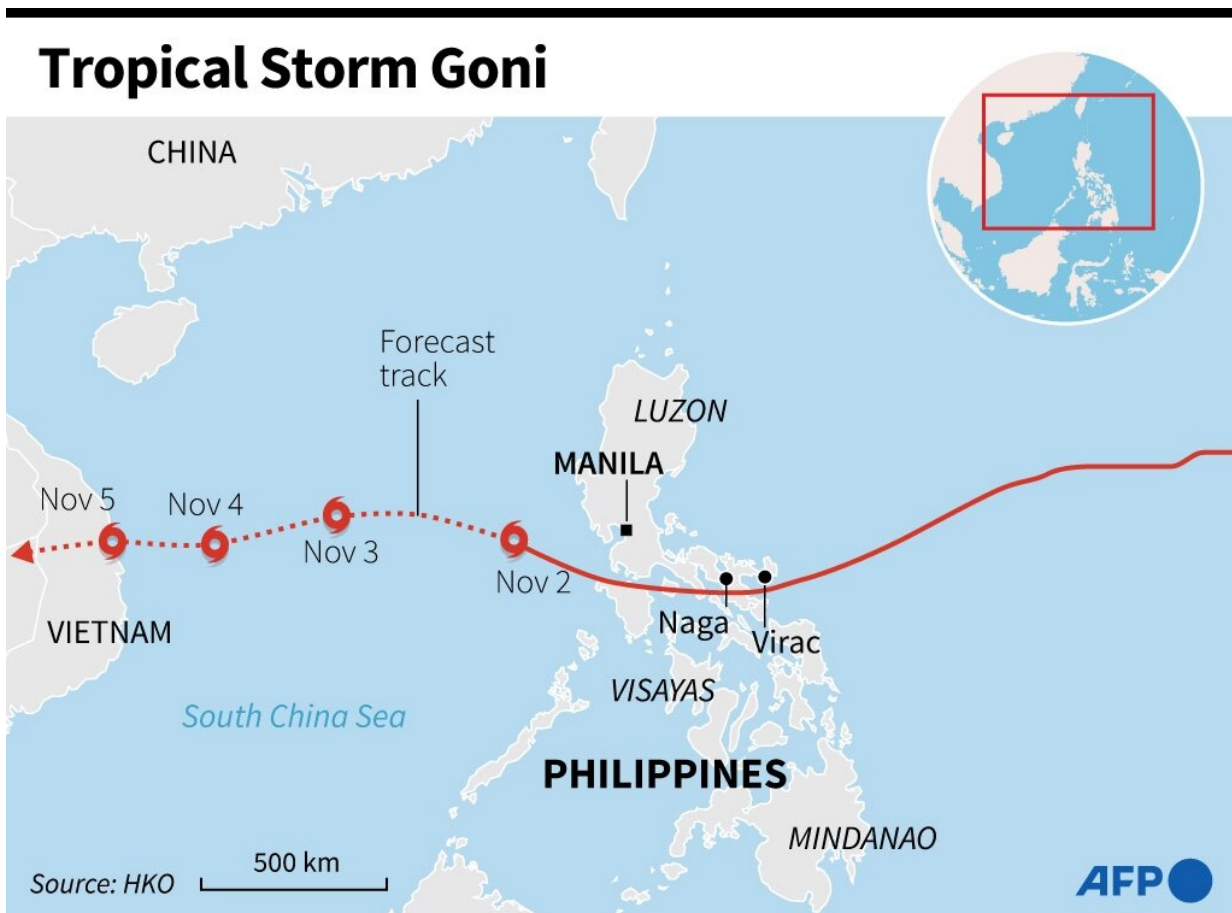 Tropical Storm Goni
CHINA
Forecast
track
LUZON
MANILA
Nov 5
Nov 4
Nov 3
Nov 2
Naga
Virac
VIETNAM
VISAYAS
South China Sea
PHILIPPINES
MINDANAO
500 km
Source: HKO
AFP